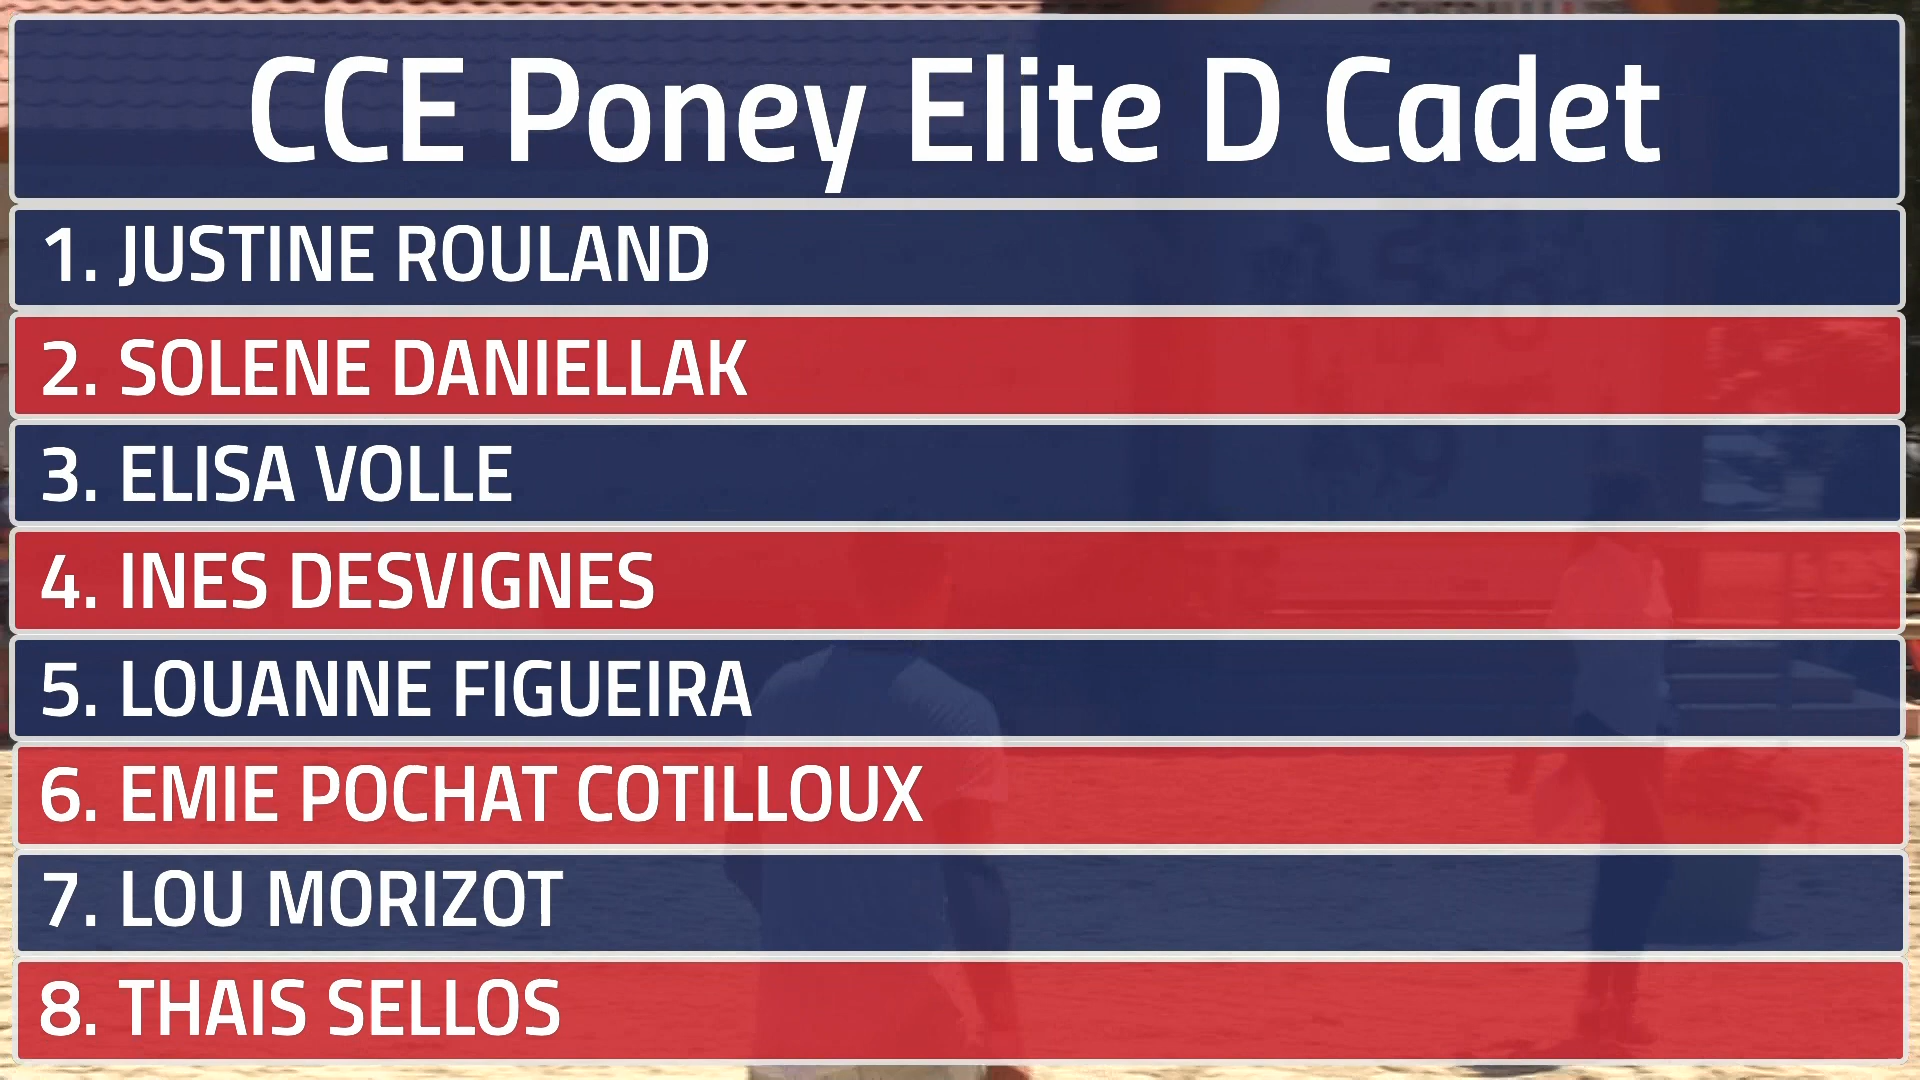 CCE Poney Elite D Cadet
1. JUSTINE ROULAND
2. SOLENE DANIELLAK
3. ELISA VOLLE
4. INES DESVIGNES
5. LOUANNE FIGUEIRA
6. EMIE POCHAT COTILLOUX
7. LOU MORIZOT
8. THAIS SELLOS